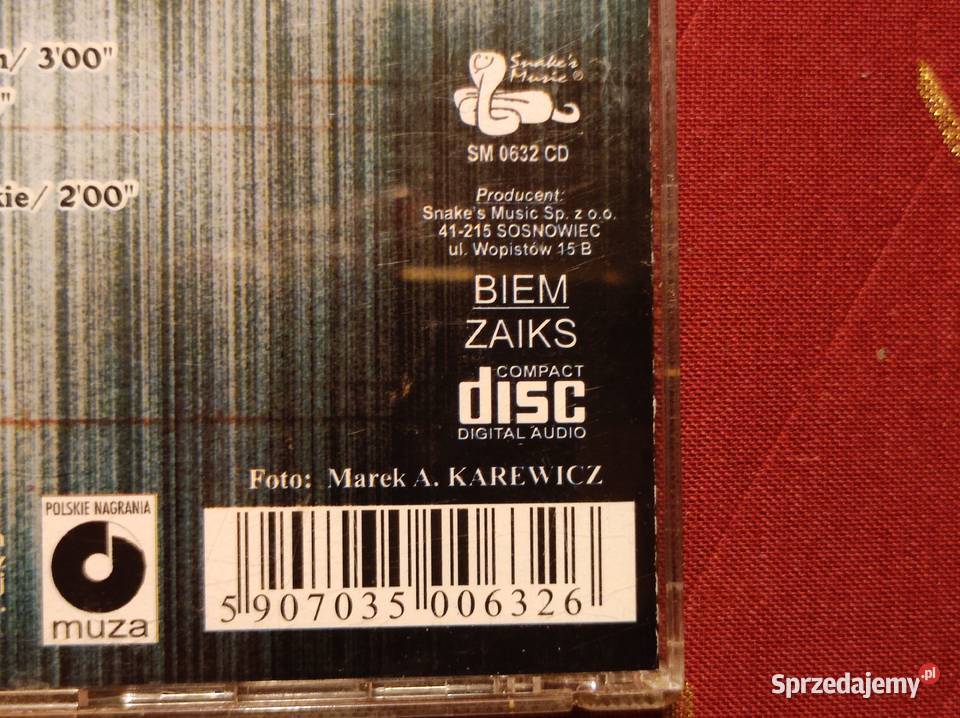 3'00"
Snake's
Music ®
SM 0632 CD
2'00"
Producent:
Snake's Music Sp. z o.o.
41-215 SOSNOWIEC
ul. Wopistów 15 B
BIEM
ZAIKS
COMPACT
disc
DIGITAL AUDIO
Foto: Marek A. KAREWICZ
POLSKIE NAGRANIA
muza
5 907035 006326
Sprzedajemy.pl